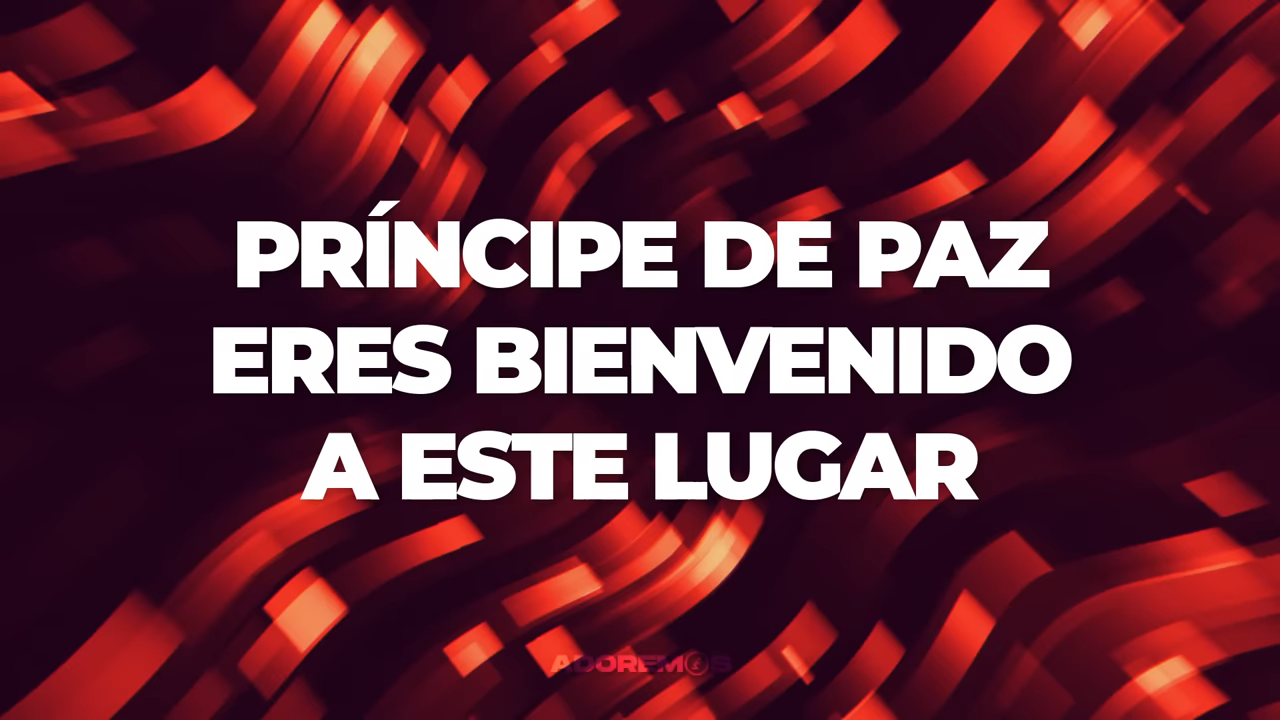 PRÍNCIPE DE PAZ
ERES BIENVENIDO
A ESTE LUGAR
ADOREMOS